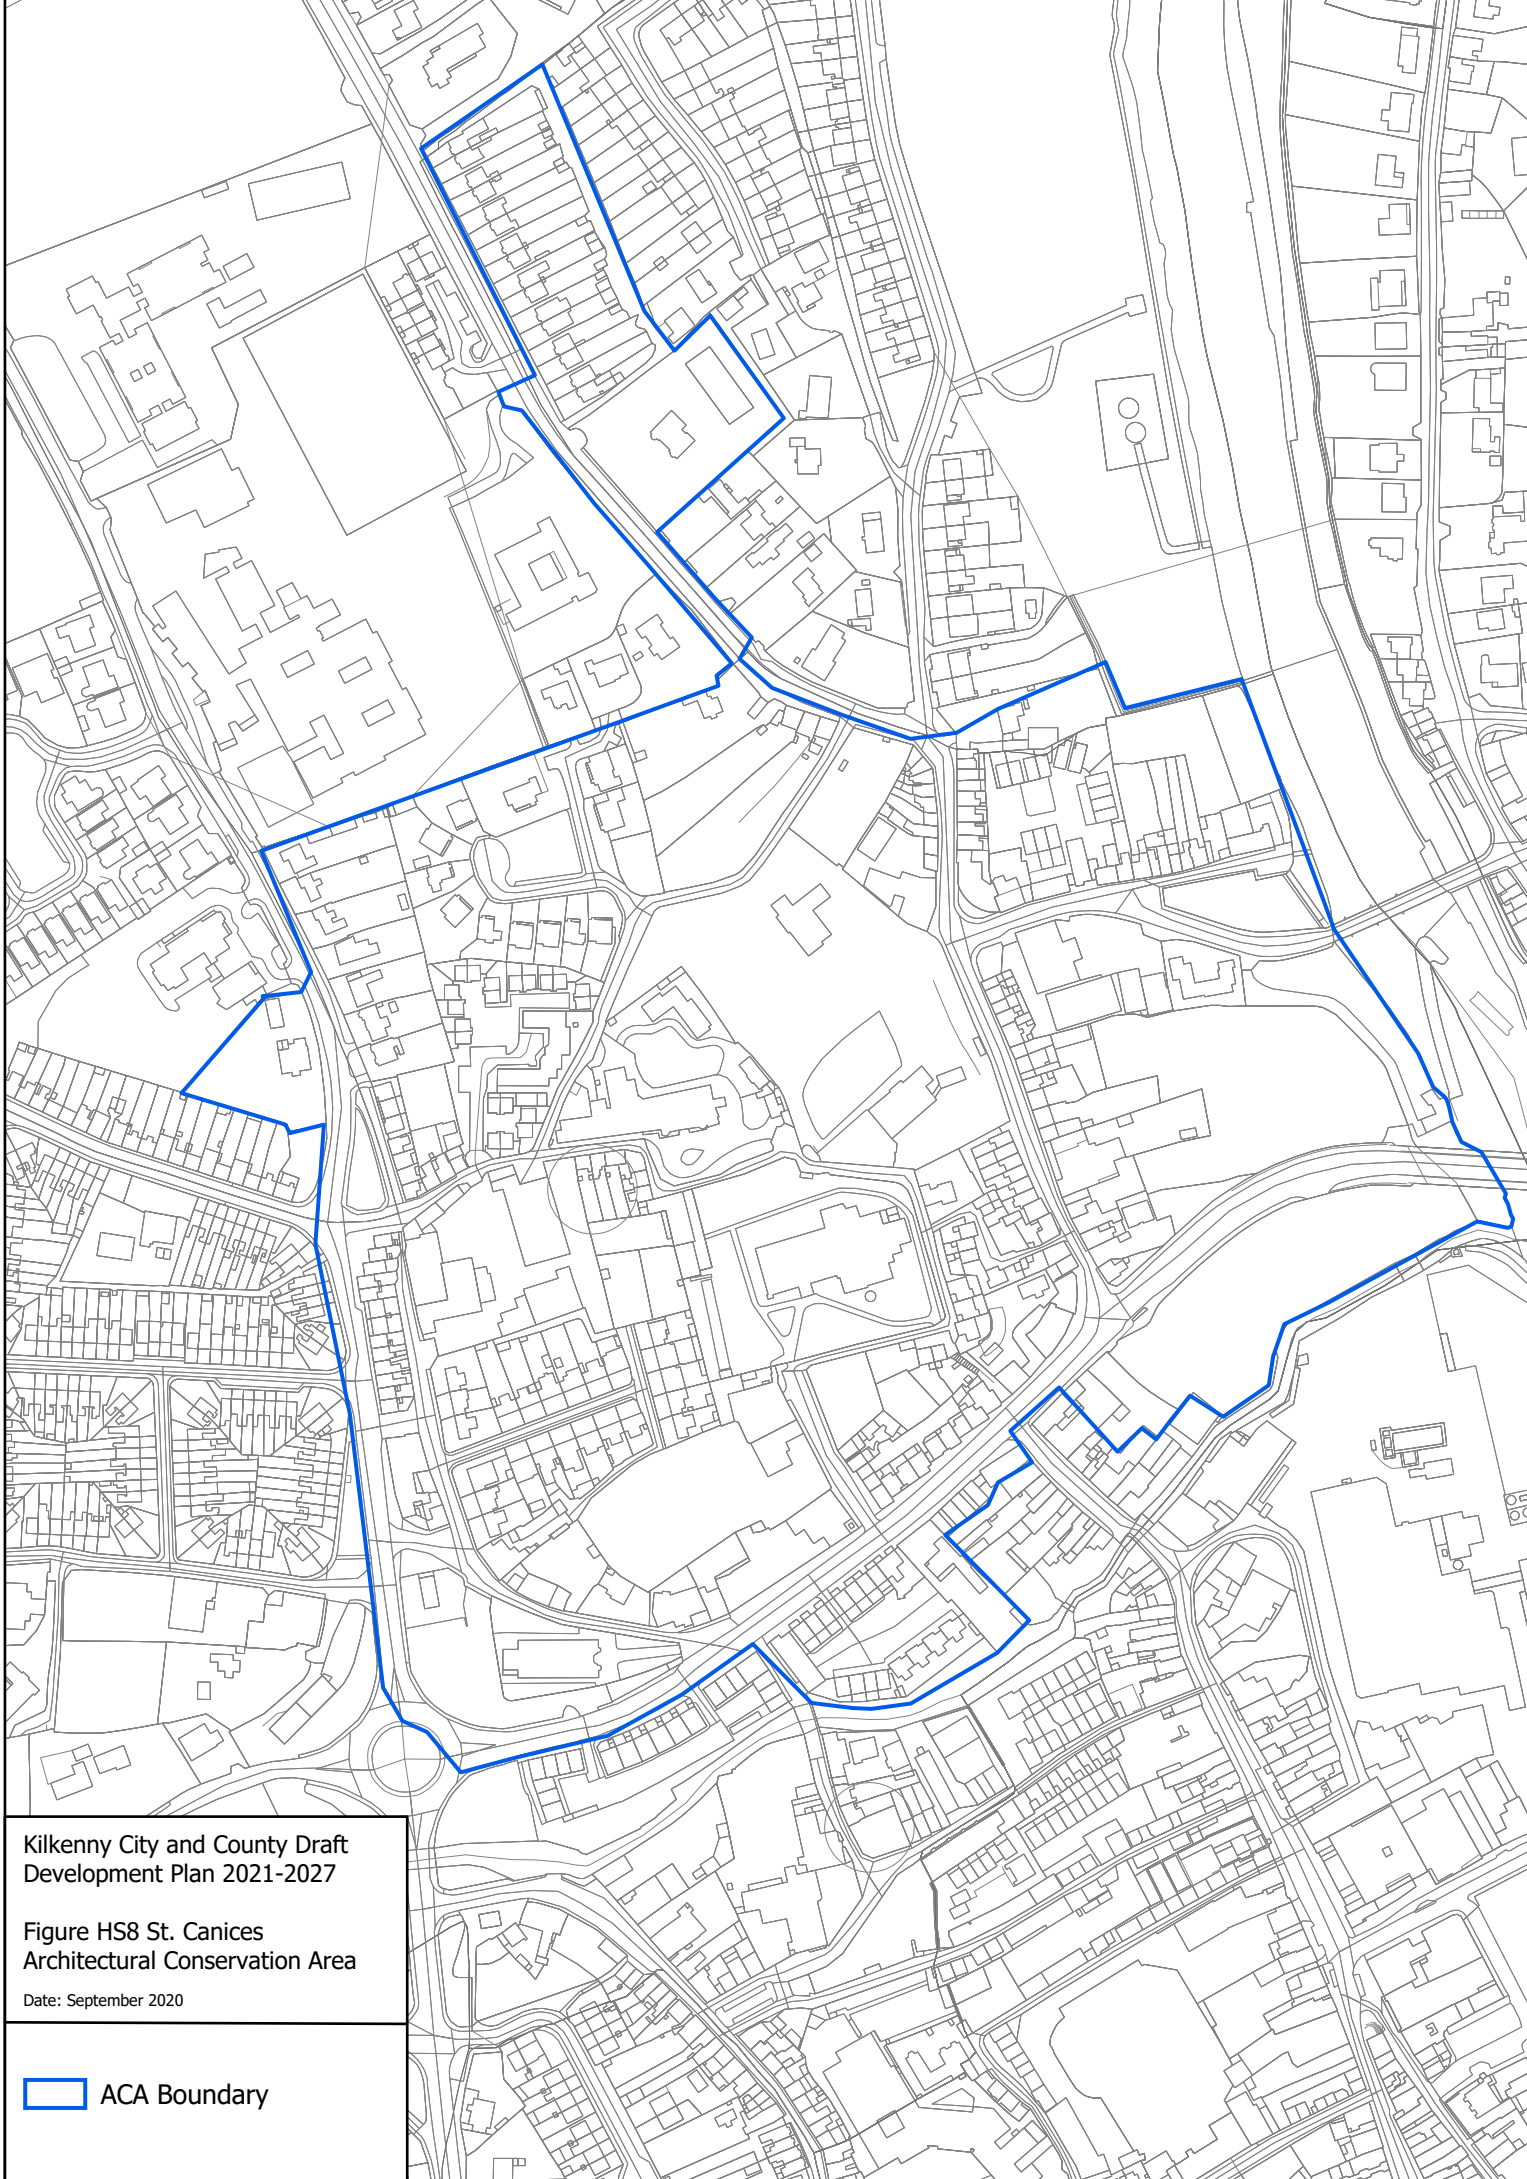 Kilkenny City and County Draft
Development Plan 2021-2027
Figure HS8 St. Canices
Architectural Conservation Area
Date: September 2020
ACA Boundary